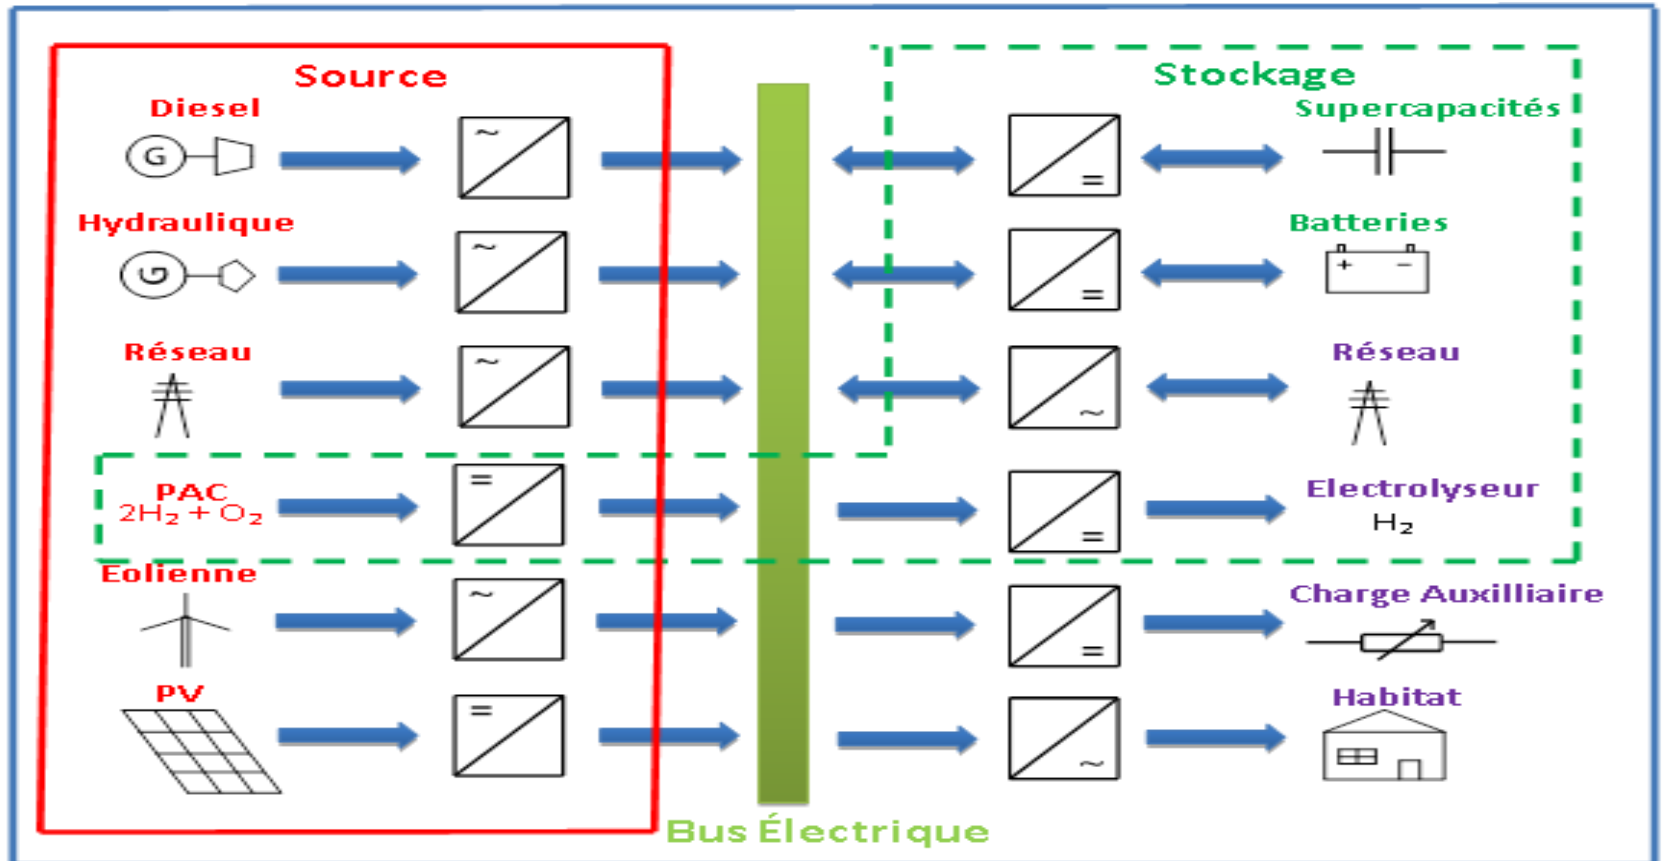 Source
Stockage
Diesel
G
~
=
Supercapacités
Hydraulique
G
~
=
Batteries
+ -
Réseau
~
~
Réseau
PAC
2H₂ + O₂
=
=
Electrolyseur
H₂
Eolienne
~
=
Charge Auxilliaire
PV
=
~
Habitat
Bus Électrique